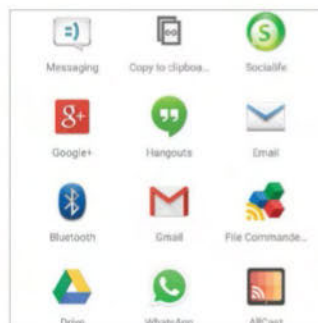 Messaging Copy to clipboa... Socialife
Google+ Hangouts Email
Bluetooth Gmail File Commande...
Drive WhatsApp AllCast